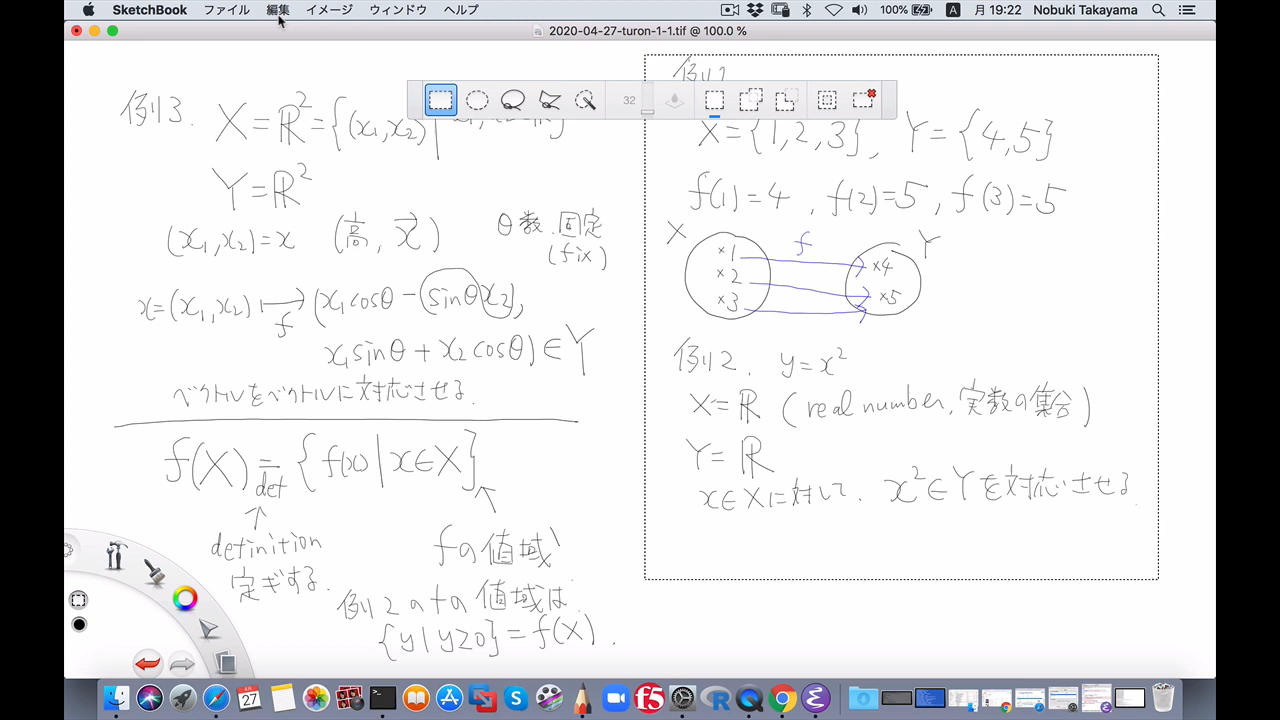 SketchBook ファイル 編集 イメージ ウィンドウ ヘルプ 100% A 月 19:22 Nobuki Takayama
2020-04-27-turon-1-1.tif @ 100.0 %
32
例3. X=ℝ²={(x₁,x₂)|
Y=ℝ²
(x₁,x₂)=x (高, x⃗)
θ数.固定
(fix)
x=(x₁,x₂) ⟼ (x₁cosθ-sinθx₂,
f
x₁sinθ+x₂cosθ)∈Y
ベクトルをベクトルに対応させる.
f(X) = {f(x)|x∈X}
def
definition
定ぎする.
fの値域
例2のfの値域は
{y|y≥0}=f(X).
X={1,2,3}, Y={4,5}
f(1)=4, f(2)=5, f(3)=5
X f Y
×1 ×4
×2 ×5
×3
例2. y=x²
X=ℝ (real number, 実数の集合)
Y=ℝ
x∈Xに対して. x²∈Yを対応させる.
4月
27
f5